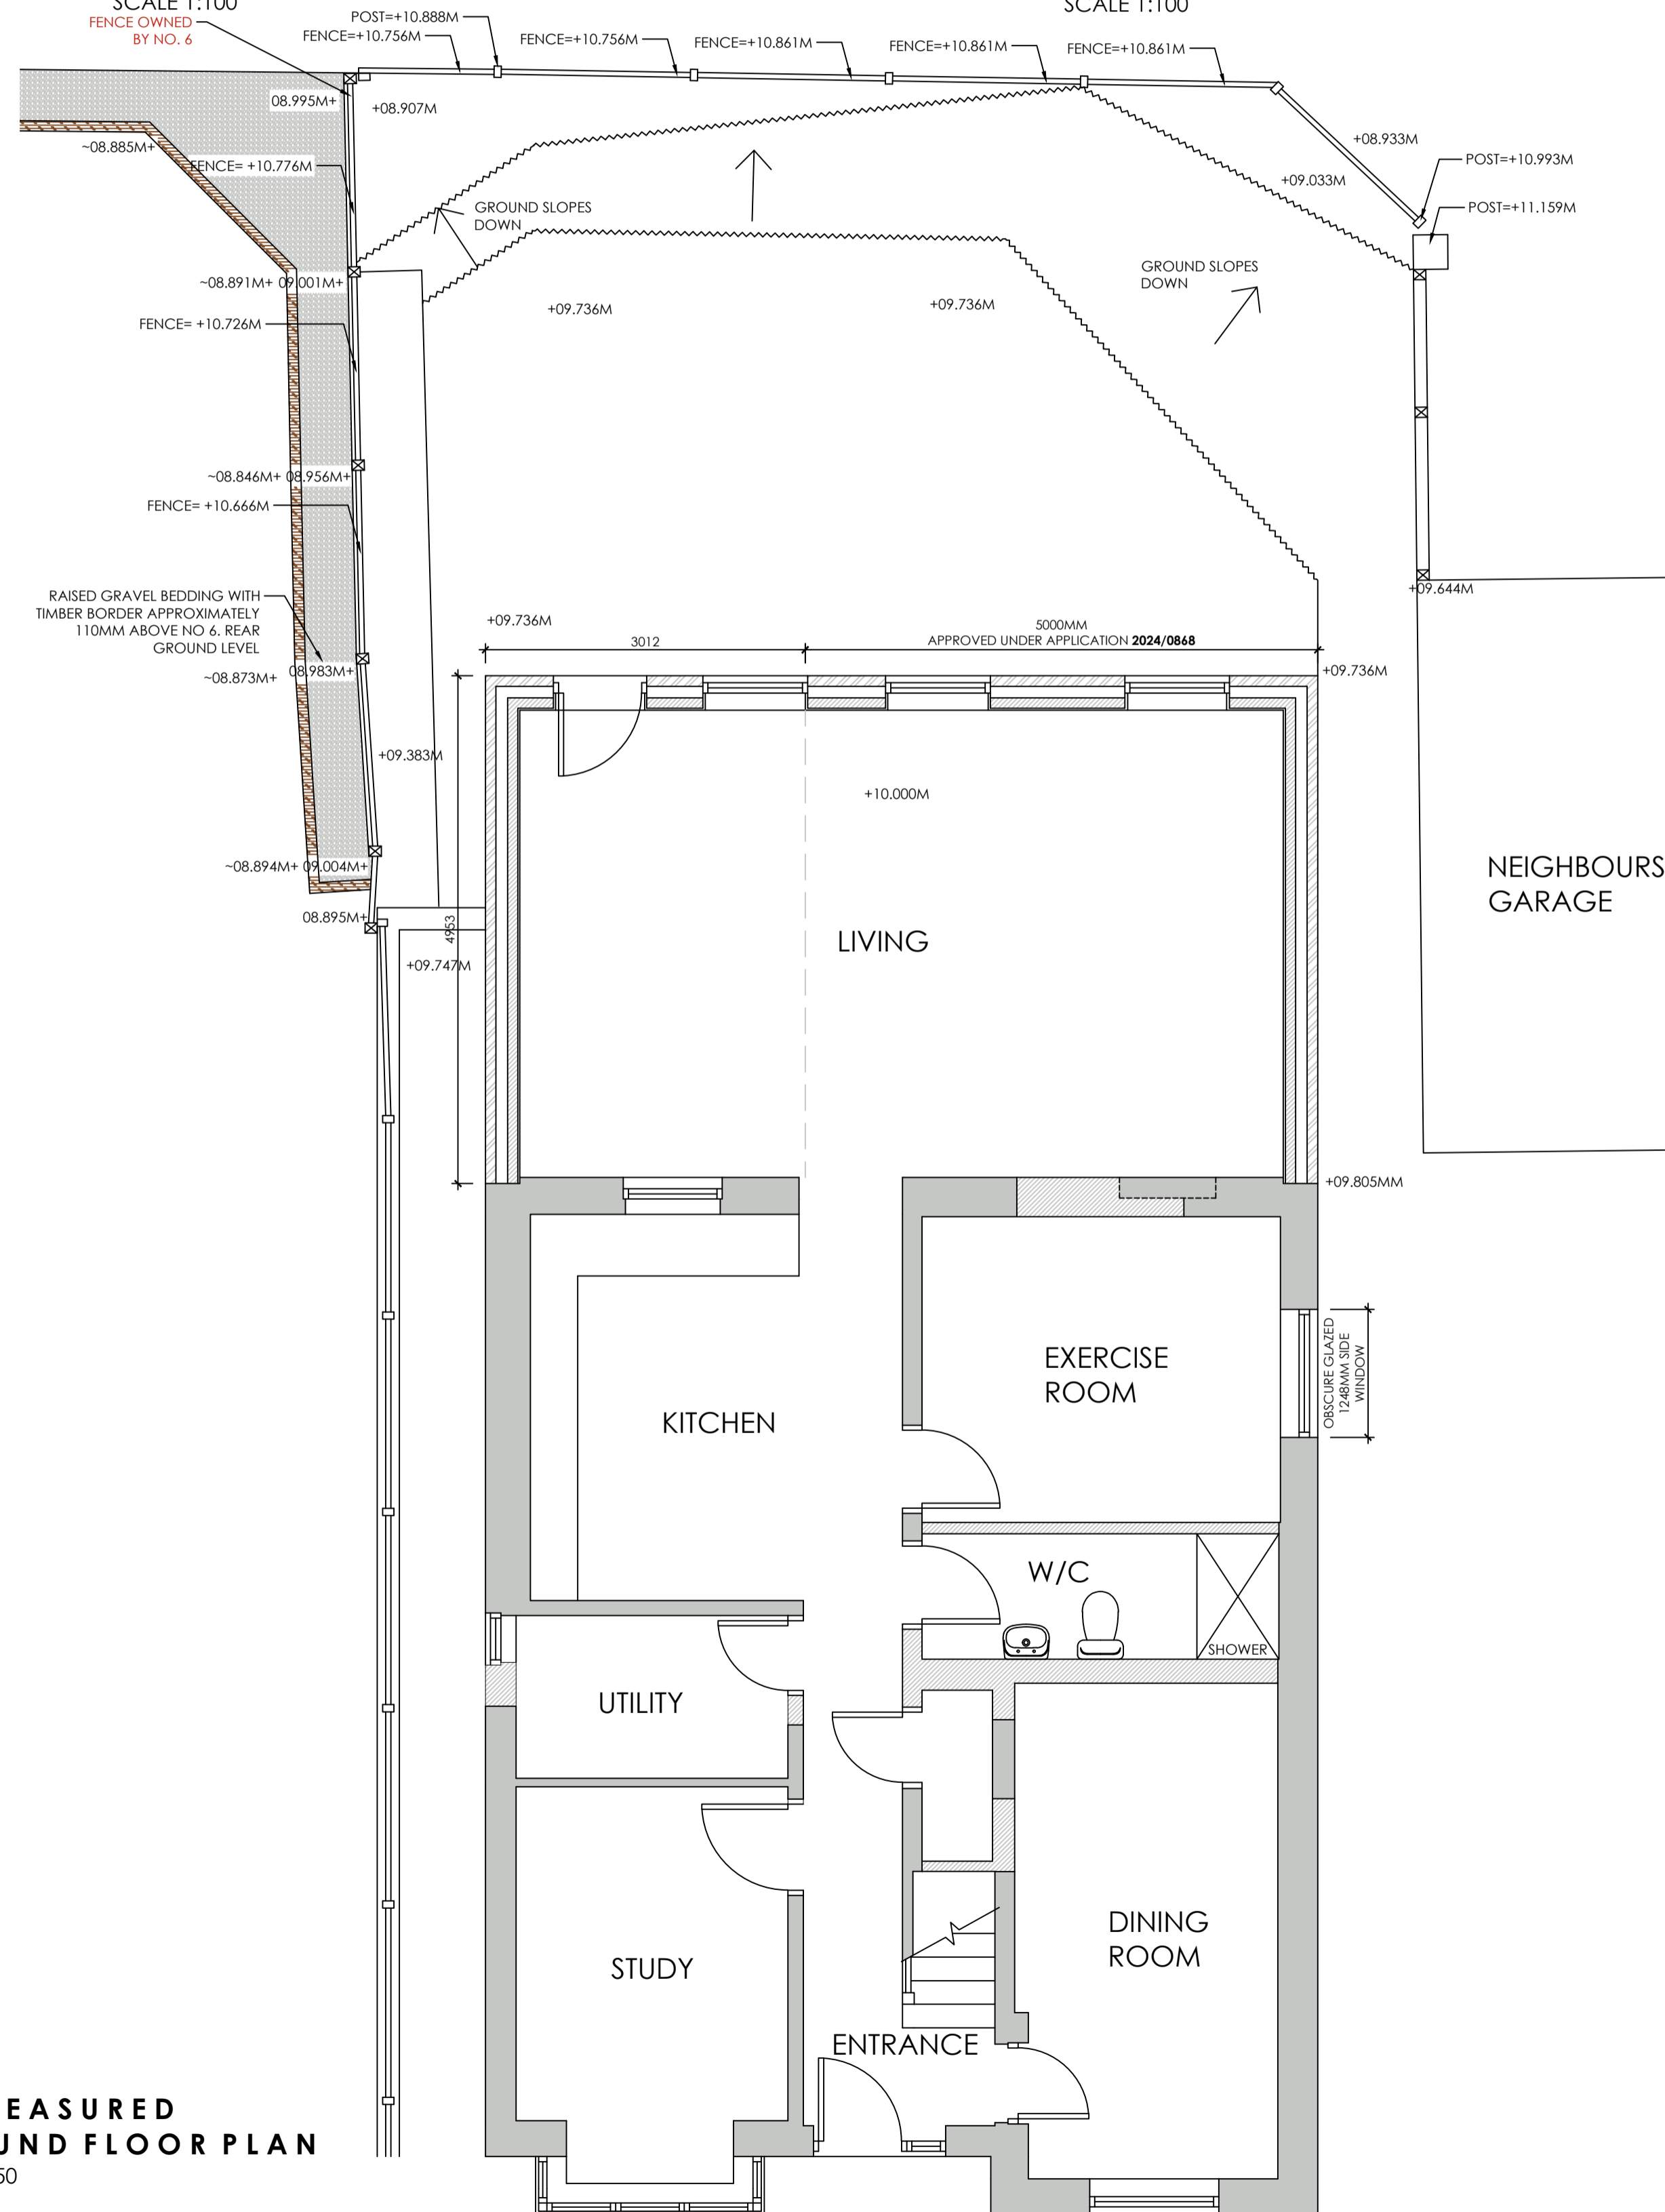 SCALE 1:100
SCALE 1:100
FENCE OWNED
BY NO. 6
POST=+10.888M
FENCE=+10.756M
FENCE=+10.756M
FENCE=+10.861M
FENCE=+10.861M
FENCE=+10.861M
08.995M+
+08.907M
~08.885M+
FENCE= +10.776M
+08.933M
POST=+10.993M
+09.033M
POST=+11.159M
GROUND SLOPES
DOWN
GROUND SLOPES
DOWN
~08.891M+ 09.001M+
+09.736M
+09.736M
FENCE= +10.726M
~08.846M+ 08.956M+
FENCE= +10.666M
RAISED GRAVEL BEDDING WITH
TIMBER BORDER APPROXIMATELY
110MM ABOVE NO 6. REAR
GROUND LEVEL
+09.644M
+09.736M
3012
5000MM
APPROVED UNDER APPLICATION 2024/0868
~08.873M+ 08.983M+
+09.736M
+09.383M
+10.000M
~08.894M+ 09.004M+
NEIGHBOURS
GARAGE
08.895M+
4953
LIVING
+09.747M
+09.805MM
EXERCISE
ROOM
OBSCURE GLAZED
1248MM SIDE
WINDOW
KITCHEN
W/C
SHOWER
UTILITY
DINING
ROOM
STUDY
ENTRANCE
EASURED
UND FLOOR PLAN
50